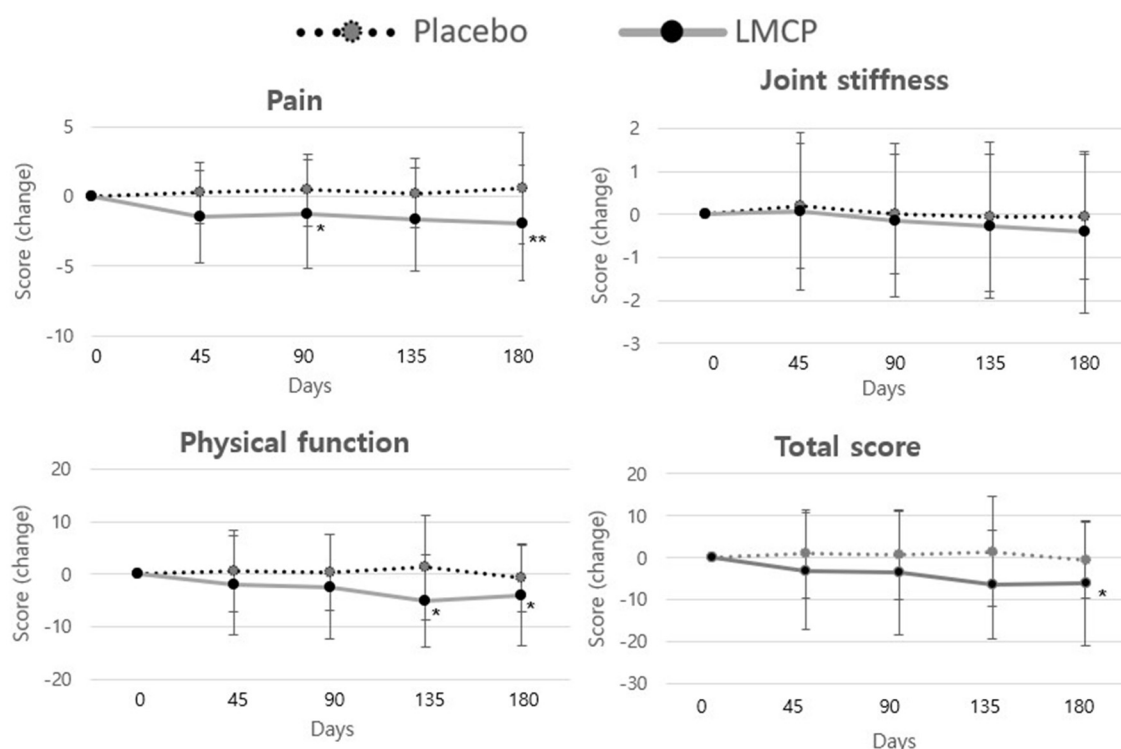 Placebo LMCP
Pain
Score (change)
5
0
-5
-10
*
**
0 45 90 135 180
Days
Joint stiffness
Score (change)
2
1
0
-1
-2
-3
0 45 90 135 180
Days
Physical function
Score (change)
20
10
0
-10
-20
*
*
0 45 90 135 180
Days
Total score
Score (change)
20
10
0
-10
-20
-30
*
0 45 90 135 180
Days